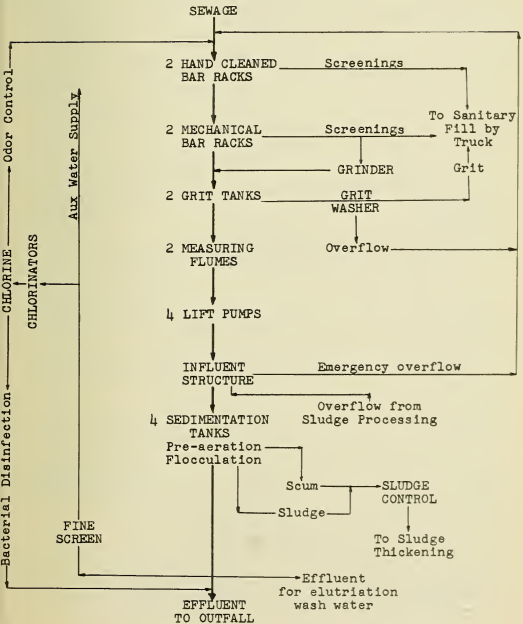 SEWAGE
2 HAND CLEANED
BAR RACKS
Screenings
To Sanitary
Fill by
Truck
2 MECHANICAL
BAR RACKS
Screenings
GRINDER
Grit
2 GRIT TANKS
GRIT
WASHER
Overflow
2 MEASURING
FLUMES
4 LIFT PUMPS
INFLUENT
STRUCTURE
Emergency overflow
Overflow from
Sludge Processing
4 SEDIMENTATION
TANKS
Pre-aeration
Flocculation
Scum
SLUDGE
CONTROL
Sludge
To Sludge
Thickening
FINE
SCREEN
Effluent
for elutriation
wash water
EFFLUENT
TO OUTFALL
Odor Control
CHLORINE
Bacterial Disinfection
CHLORINATORS
Aux Water Supply